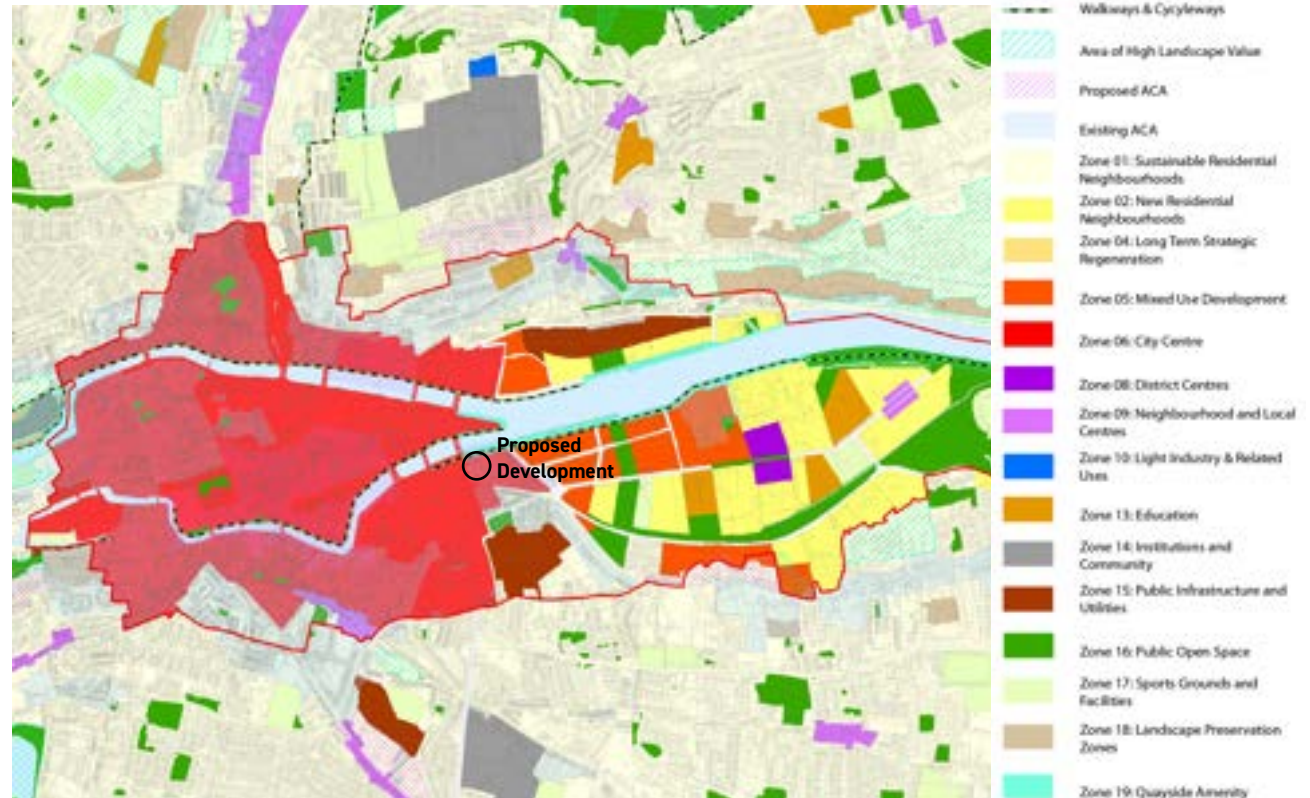 Proposed
Development
Walkways & Cycyleways
Area of High Landscape Value
Proposed ACA
Existing ACA
Zone 01: Sustainable Residential
Neighbourhoods
Zone 02: New Residential
Neighbourhoods
Zone 04: Long Term Strategic
Regeneration
Zone 05: Mixed Use Development
Zone 06: City Centre
Zone 08: District Centres
Zone 09: Neighbourhood and Local
Centres
Zone 10: Light Industry & Related
Uses
Zone 13: Education
Zone 14: Institutions and
Community
Zone 15: Public Infrastructure and
Utilities
Zone 16: Public Open Space
Zone 17: Sports Grounds and
Facilities
Zone 18: Landscape Preservation
Zones
Zone 19: Quayside Amenity